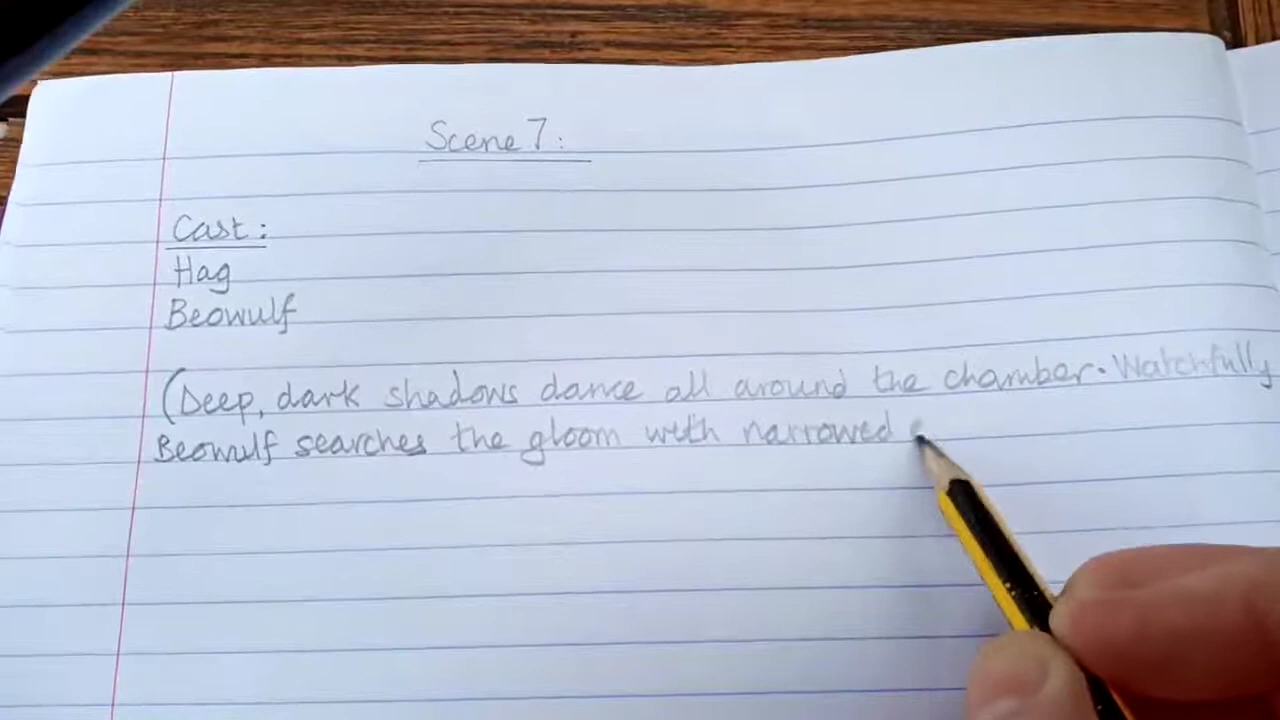 Scene 7:
Cast:
Hag
Beowulf
(Deep, dark shadows dance all around the chamber. Watchfully
Beowulf searches the gloom with narrowed